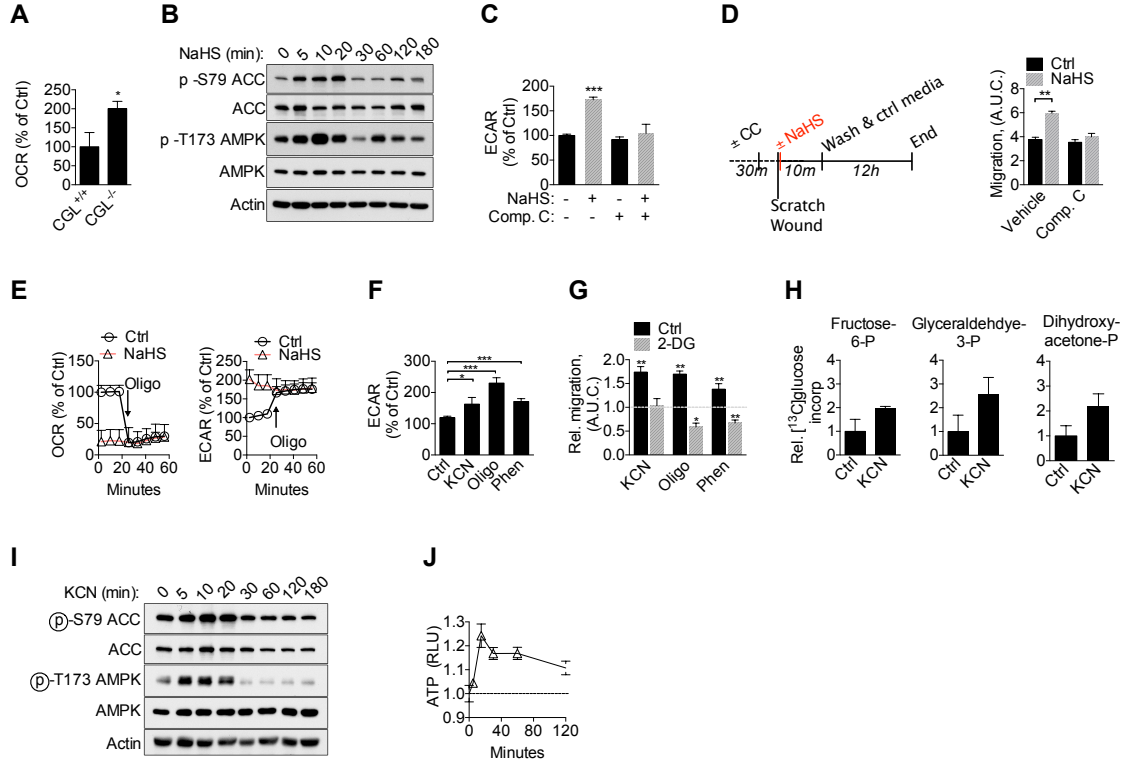 A
OCR (% of Ctrl)
250
200
150
100
50
0
*
CGL+/+
CGL-/-
B
NaHS (min): 0 5 10 20 30 60 120 180
p -S79 ACC
ACC
p -T173 AMPK
AMPK
Actin
C
ECAR
(% of Ctrl)
200
150
100
50
0
***
NaHS: - + - +
Comp. C: - - + +
D
± CC
± NaHS
Wash & ctrl media
End
30m
10m
12h
Scratch
Wound
Ctrl
NaHS
Migration, (A.U.C.)
8
6
4
2
0
**
Vehicle
Comp. C
E
Ctrl
NaHS
OCR (% of Ctrl)
150
100
50
0
Oligo
0 20 40 60
Minutes
Ctrl
NaHS
ECAR (% of Ctrl)
250
200
150
100
50
0
Oligo
0 20 40 60
Minutes
F
ECAR
(% of Ctrl)
300
200
100
0
***
***
*
Ctrl
KCN
Oligo
Phen
G
Ctrl
2-DG
Rel. migration,
(A.U.C.)
2.0
1.5
1.0
0.5
0.0
** ** **
* **
KCN
Oligo
Phen
H
Rel. [13C]glucose
incorp
Fructose-
6-P
4
3
2
1
0
Ctrl
KCN
Glyceraldehdye-
3-P
4
3
2
1
0
Ctrl
KCN
Dihydroxy-
acetone-P
4
3
2
1
0
Ctrl
KCN
I
KCN (min): 0 5 10 20 30 60 120 180
p-S79 ACC
ACC
p-T173 AMPK
AMPK
Actin
J
ATP (RLU)
1.3
1.2
1.1
1.0
0.9
0 40 80 120
Minutes